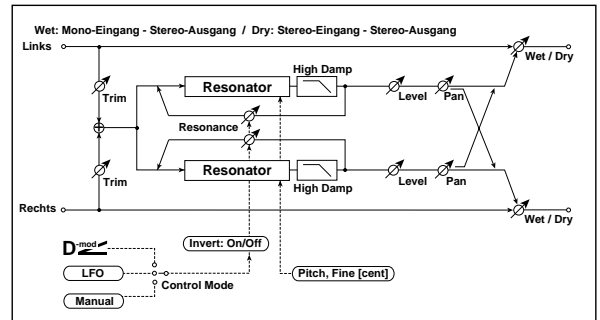 Wet: Mono-Eingang - Stereo-Ausgang / Dry: Stereo-Eingang - Stereo-Ausgang
Links
Wet / Dry
High Damp
Trim
Resonator
Level
Pan
Resonance
Resonator
Trim
High Damp
Level
Pan
Rechts
Wet / Dry
D-mod
Invert: On/Off
LFO
Control Mode
Pitch, Fine [cent]
Manual